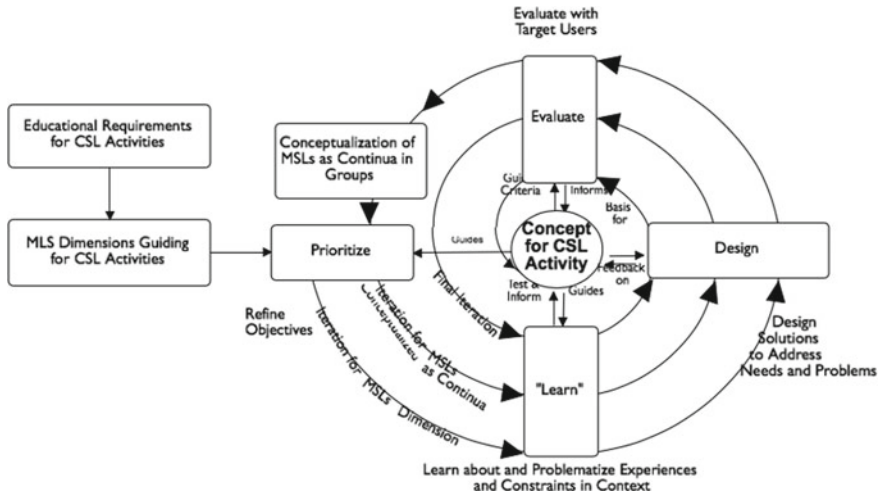 Evaluate with
Target Users
Educational Requirements
for CSL Activities
Conceptualization of
MSLs as Continua in
Groups
Evaluate
Criteria
Informs
Basis
for
MLS Dimensions Guiding
for CSL Activities
Prioritize
Guides
Concept
for CSL
Activity
Design
Feedback
on
Test &
Inform
Guides
Final Iteration
Iteration for MSLs
as Continua
Iteration for MSLs Dimension
Refine
Objectives
"Learn"
Design
Solutions
to Address
Needs and Problems
Learn about and Problematize Experiences
and Constraints in Context